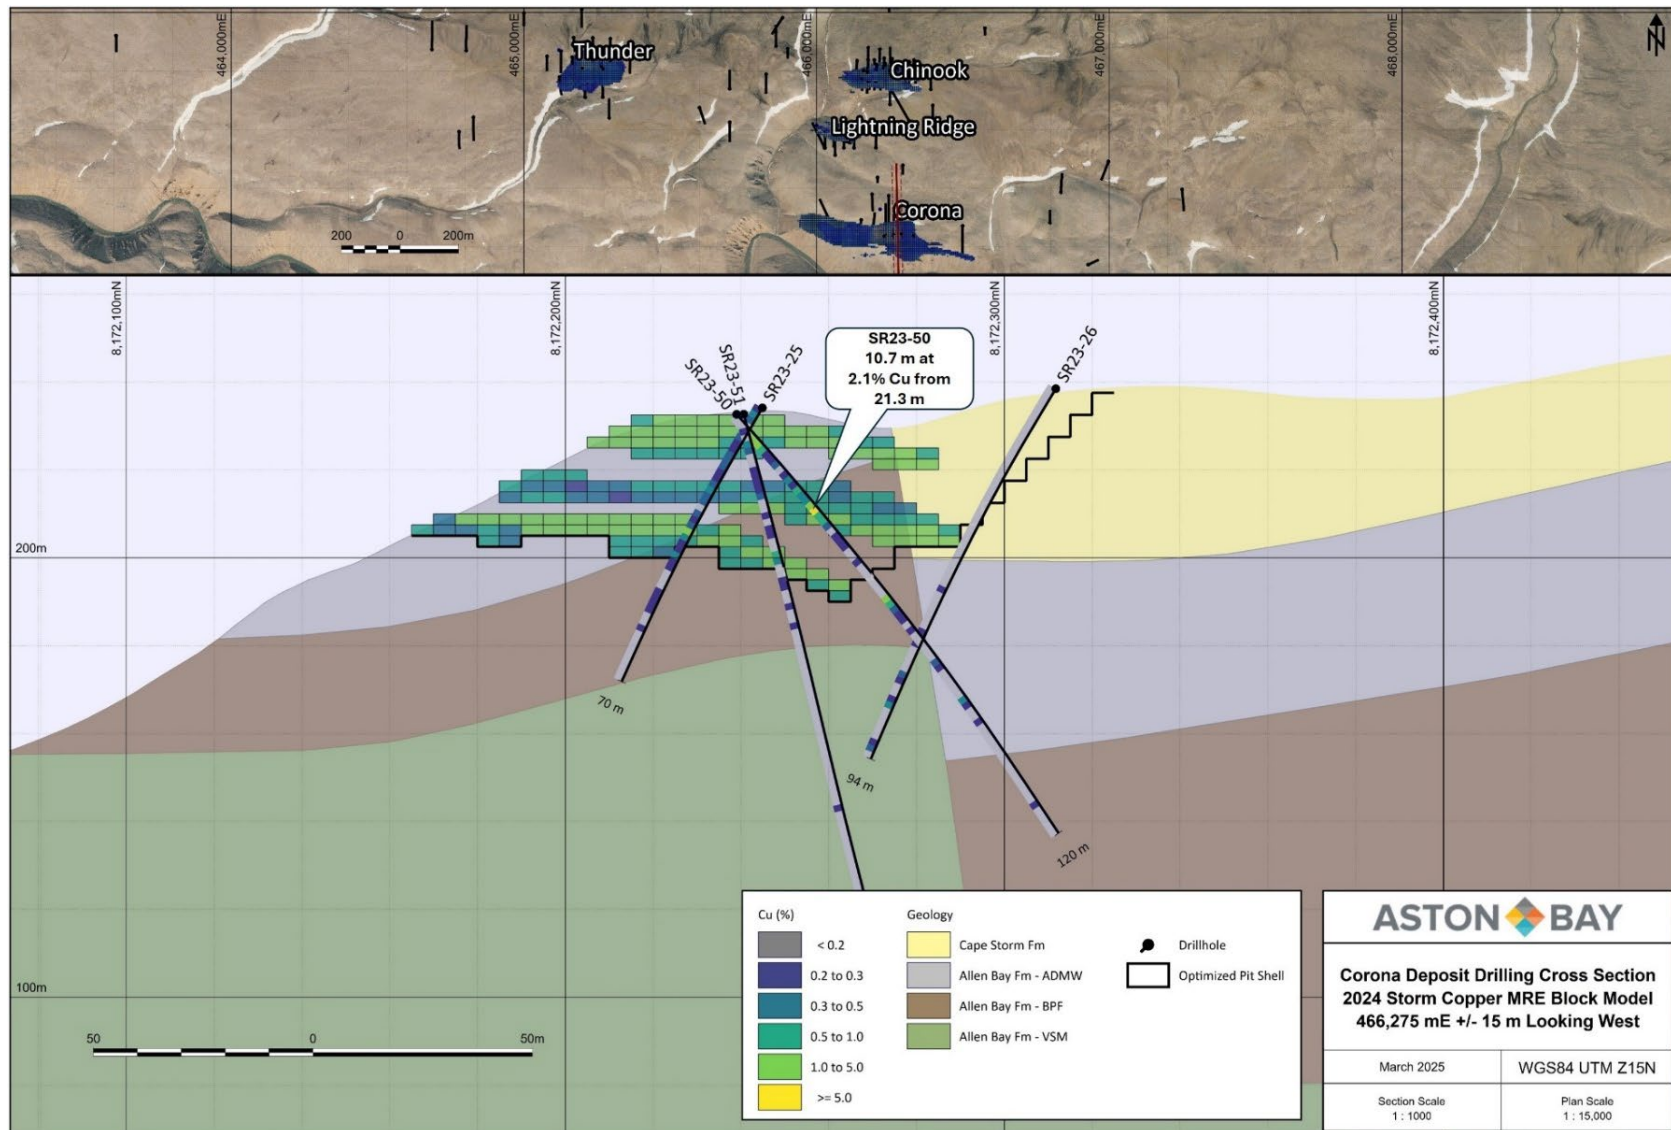 464,000mE
465,000mE
466,000mE
467,000mE
468,000mE
N
Thunder
Chinook
Lightning Ridge
Corona
200 0 200m
8,172,100mN
8,172,200mN
8,172,300mN
8,172,400mN
SR23-50
SR23-51
SR23-25
SR23-26
SR23-50
10.7 m at
2.1% Cu from
21.3 m
200m
70 m
94 m
120 m
100m
50 0 50m
Cu (%)
< 0.2
0.2 to 0.3
0.3 to 0.5
0.5 to 1.0
1.0 to 5.0
>= 5.0
Geology
Cape Storm Fm
Allen Bay Fm - ADMW
Allen Bay Fm - BPF
Allen Bay Fm - VSM
Drillhole
Optimized Pit Shell
ASTON BAY
Corona Deposit Drilling Cross Section
2024 Storm Copper MRE Block Model
466,275 mE +/- 15 m Looking West
March 2025
WGS84 UTM Z15N
Section Scale
1 : 1000
Plan Scale
1 : 15,000